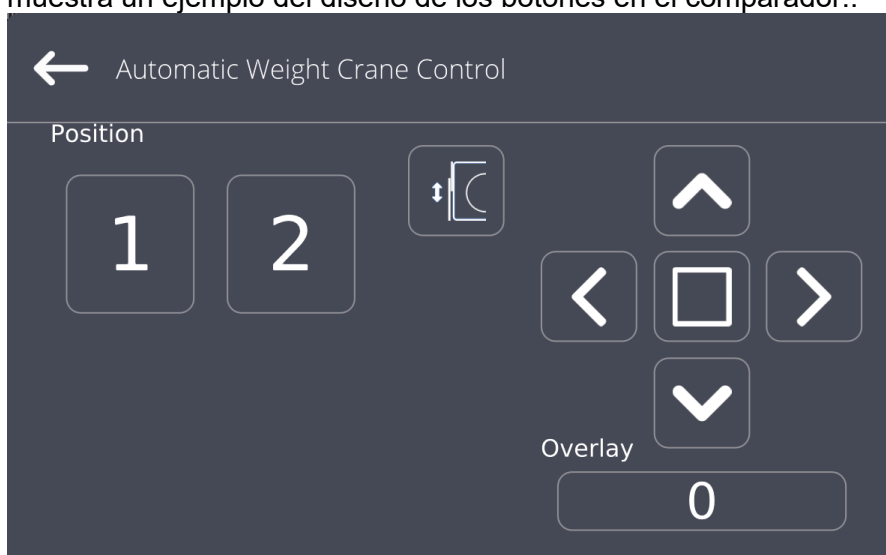 muestra un ejemplo del diseño de los botones en el comparador..
Automatic Weight Crane Control
Position
1 2
Overlay
0